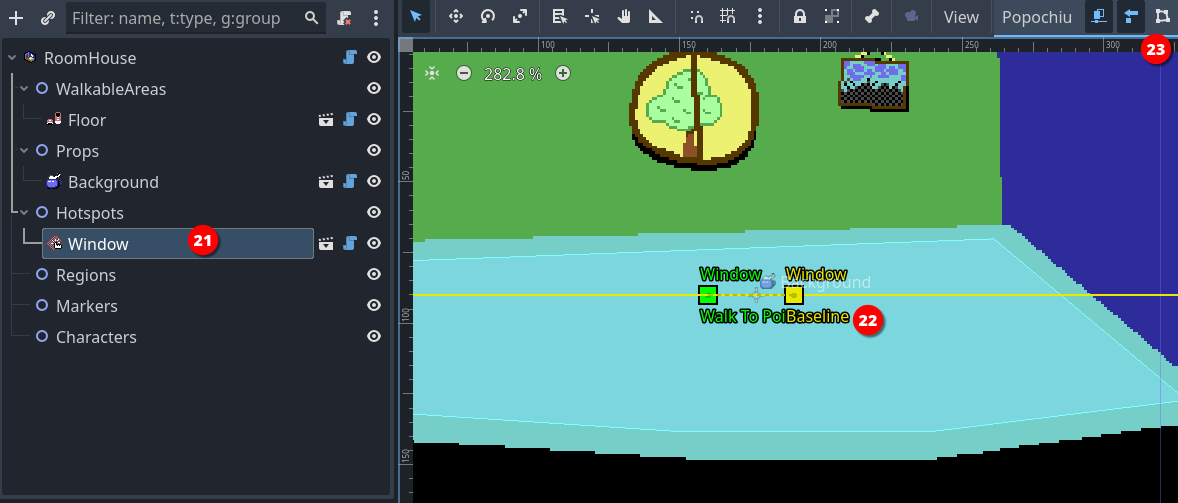 Filter: name, t:type, g:group
View
Popochiu
RoomHouse
WalkableAreas
Floor
Props
Background
Hotspots
Window
Regions
Markers
Characters
21
100
150
200
250
300
23
282.8 %
50
100
150
Window
Window
Background
Walk To Poi
Baseline
22